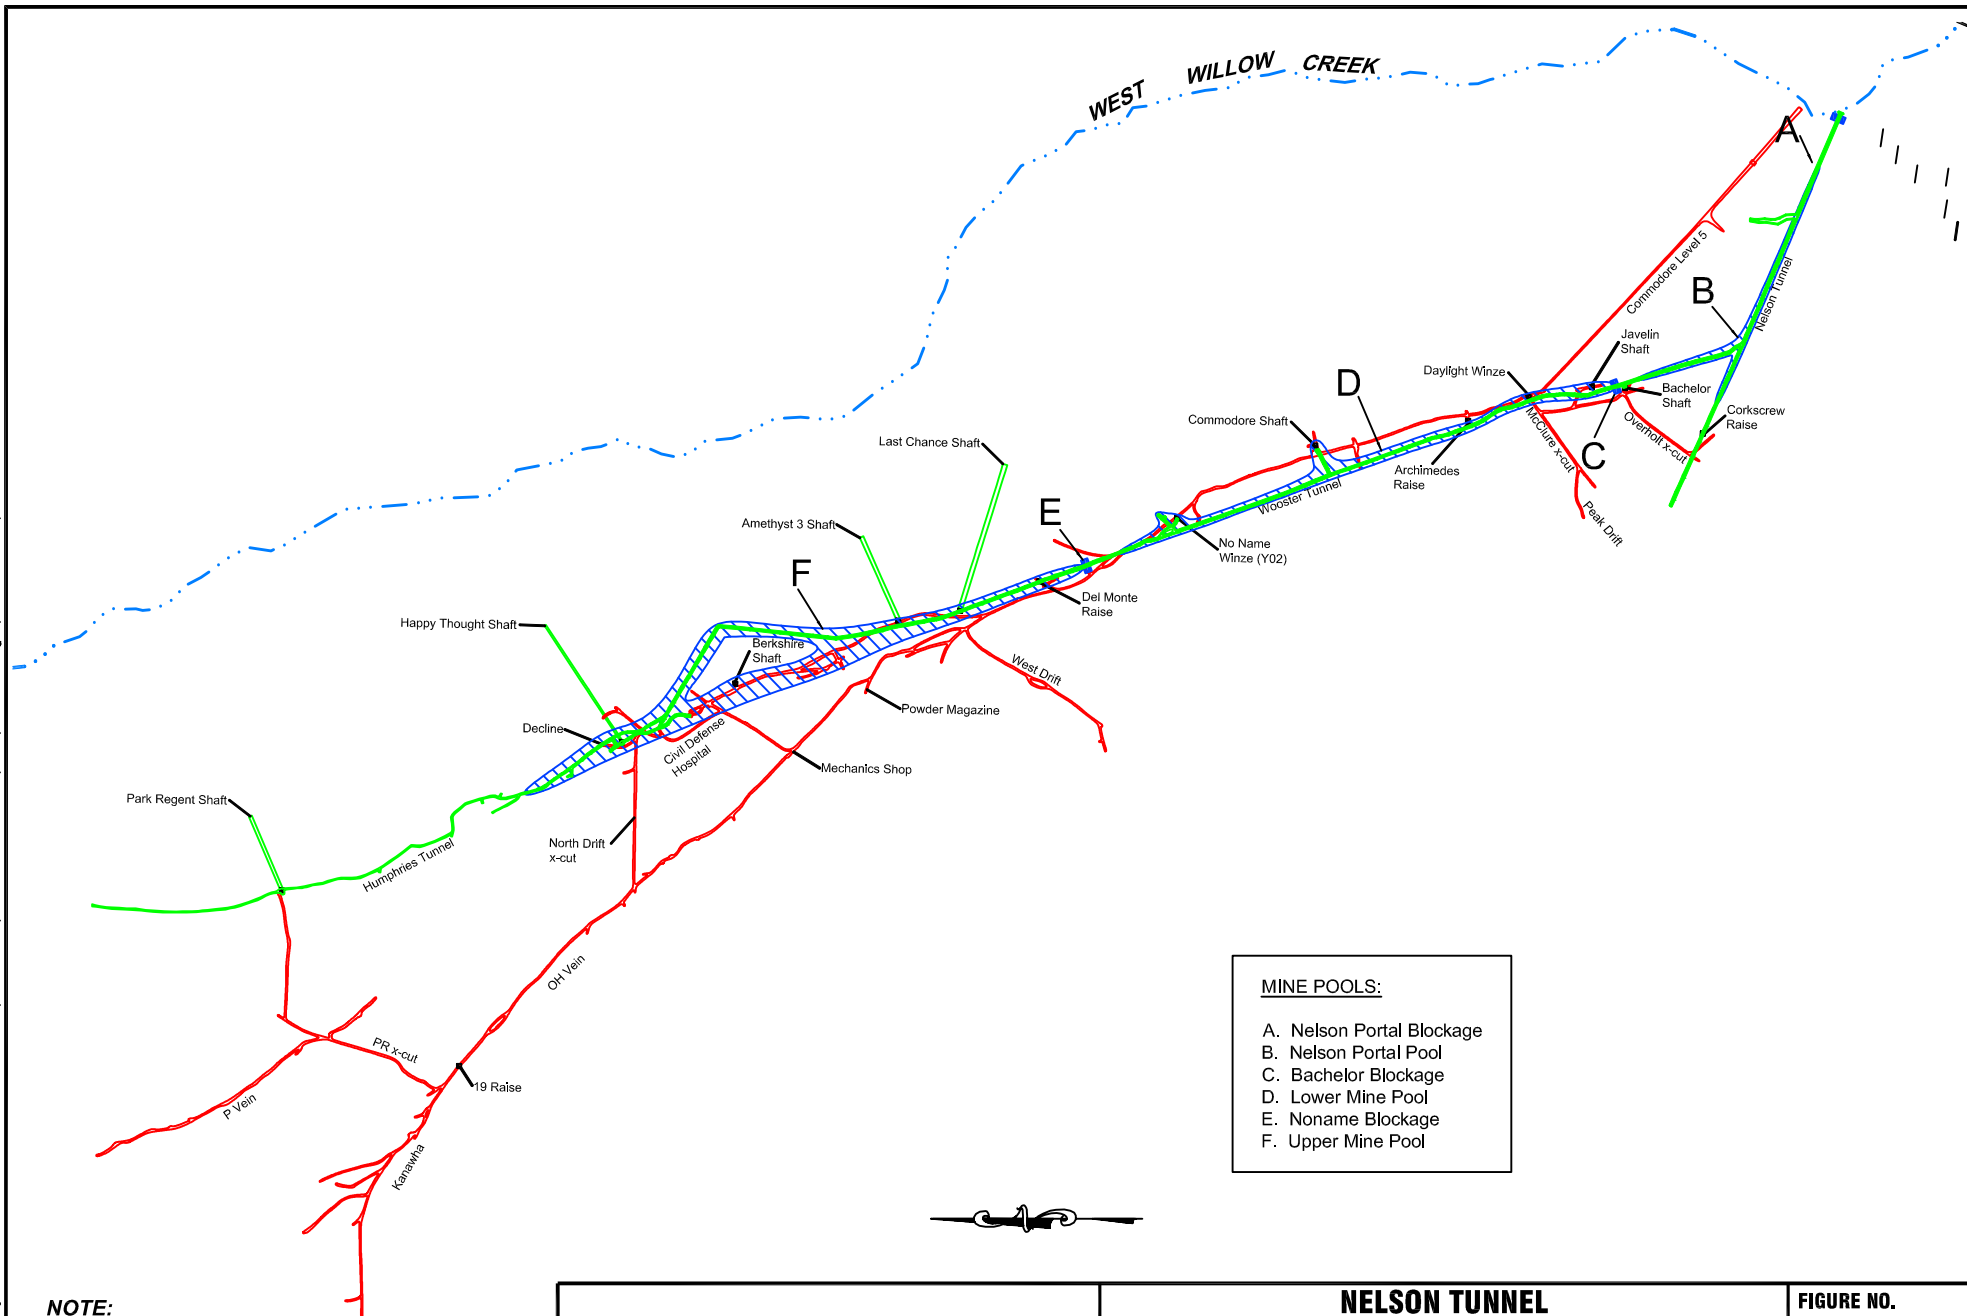 WEST WILLOW CREEK
A
Commodore Level 5
Nelson Tunnel
B
Javelin
Shaft
Daylight Winze
D
Bachelor
Shaft
Corkscrew
Raise
Overholt x-cut
McClure x-cut
C
Peak Drift
Commodore Shaft
Archimedes
Raise
Wooster Tunnel
Last Chance Shaft
E
No Name
Winze (Y02)
Amethyst 3 Shaft
F
Del Monte
Raise
Happy Thought Shaft
Berkshire
Shaft
West Drift
Powder Magazine
Decline
Civil Defense
Hospital
Mechanics Shop
Park Regent Shaft
North Drift
x-cut
Humphries Tunnel
OH Vein
PR x-cut
19 Raise
P Vein
Kanawha
MINE POOLS:
A. Nelson Portal Blockage
B. Nelson Portal Pool
C. Bachelor Blockage
D. Lower Mine Pool
E. Noname Blockage
F. Upper Mine Pool
N
NOTE:
NELSON TUNNEL
FIGURE NO.